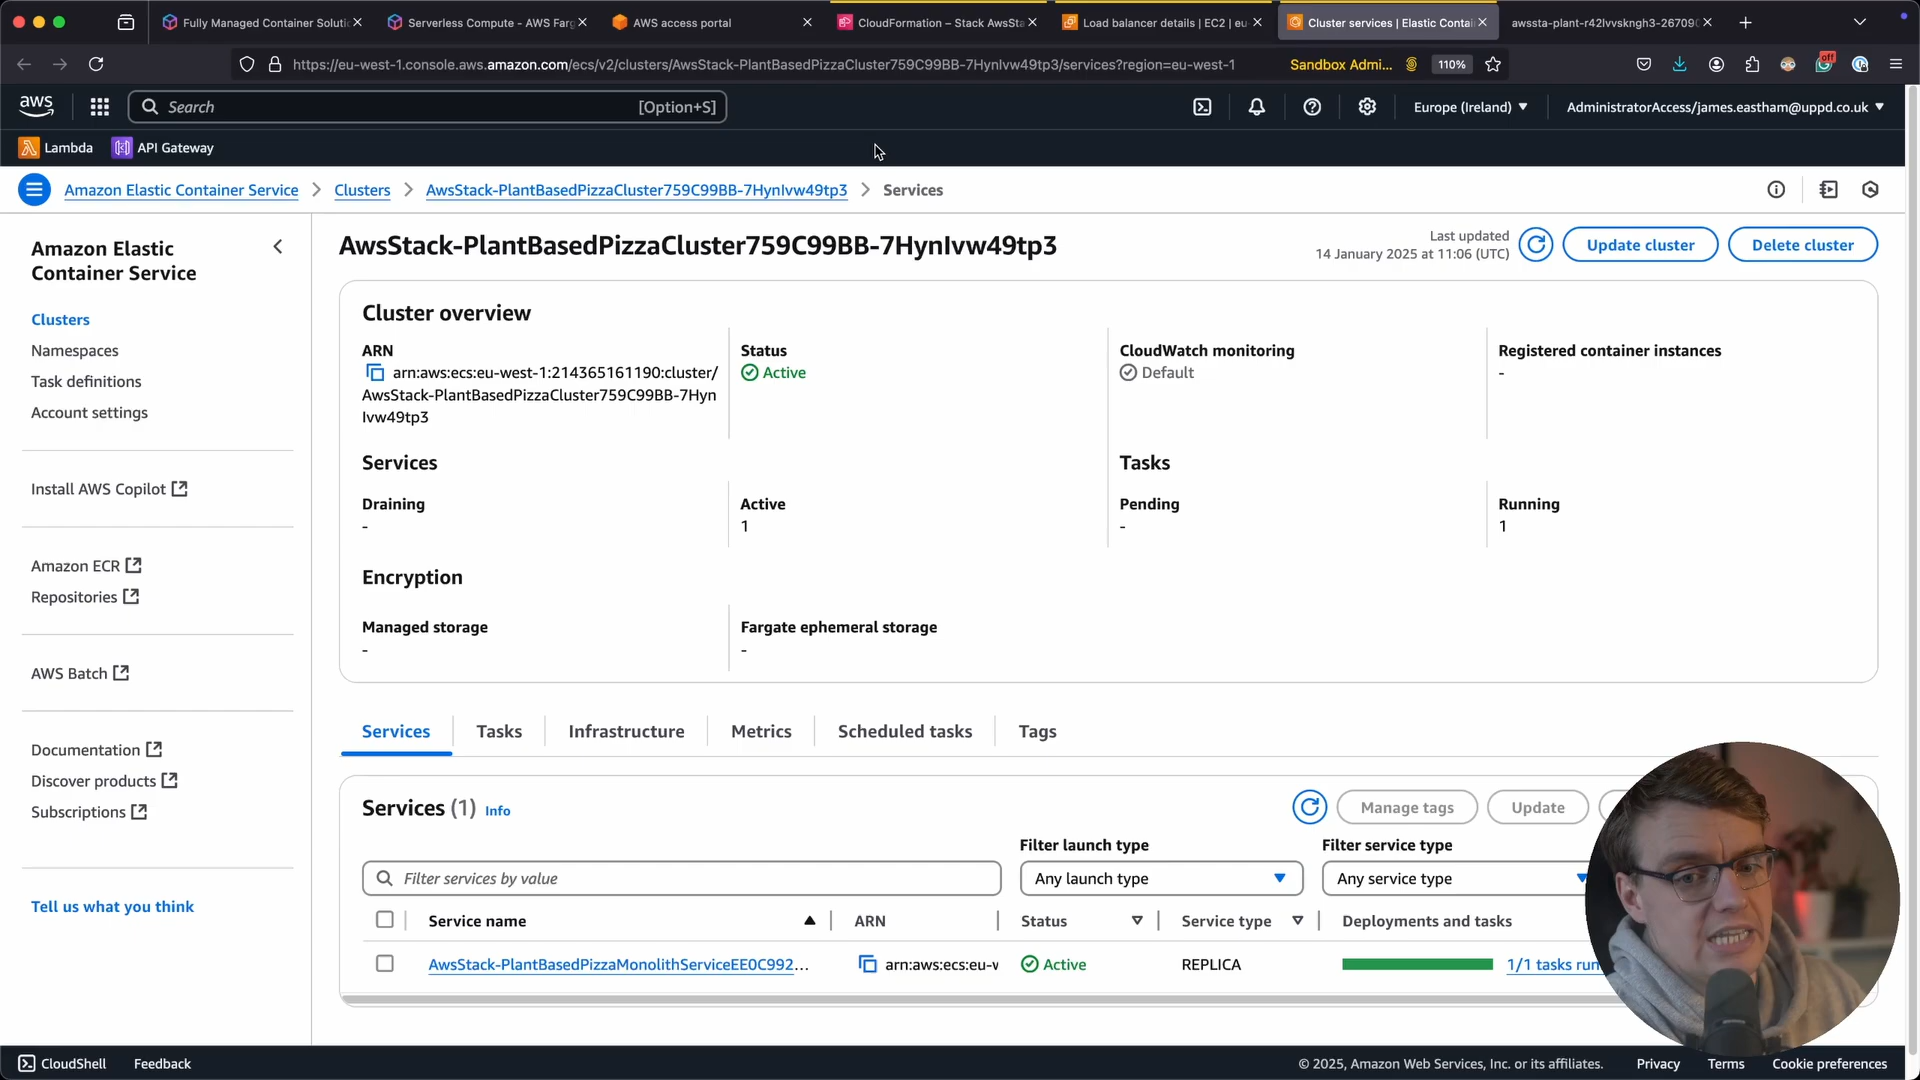 Fully Managed Container Soluti
Serverless Compute - AWS Farg
AWS access portal
CloudFormation – Stack AwsSta
Load balancer details | EC2 | eu
Cluster services | Elastic Contai
awssta-plant-r42lvvskngh3-26709
https://eu-west-1.console.aws.amazon.com/ecs/v2/clusters/AwsStack-PlantBasedPizzaCluster759C99BB-7HynIvw49tp3/services?region=eu-west-1
Sandbox Admi...
110%
off
aws
Search
[Option+S]
Europe (Ireland)
AdministratorAccess/james.eastham@uppd.co.uk
Lambda
API Gateway
Amazon Elastic Container Service
Clusters
AwsStack-PlantBasedPizzaCluster759C99BB-7HynIvw49tp3
Services
Amazon Elastic
Container Service
Clusters
Namespaces
Task definitions
Account settings
Install AWS Copilot
Amazon ECR
Repositories
AWS Batch
Documentation
Discover products
Subscriptions
Tell us what you think
AwsStack-PlantBasedPizzaCluster759C99BB-7HynIvw49tp3
Last updated
14 January 2025 at 11:06 (UTC)
Update cluster
Delete cluster
Cluster overview
ARN
arn:aws:ecs:eu-west-1:214365161190:cluster/
AwsStack-PlantBasedPizzaCluster759C99BB-7Hyn
Ivw49tp3
Status
Active
CloudWatch monitoring
Default
Registered container instances
-
Services
Tasks
Draining
-
Active
1
Pending
-
Running
1
Encryption
Managed storage
-
Fargate ephemeral storage
-
Services
Tasks
Infrastructure
Metrics
Scheduled tasks
Tags
Services (1) Info
Manage tags
Update
Filter launch type
Filter service type
Filter services by value
Any launch type
Any service type
Service name
ARN
Status
Service type
Deployments and tasks
AwsStack-PlantBasedPizzaMonolithServiceEE0C992...
arn:aws:ecs:eu-v
Active
REPLICA
1/1 tasks run
CloudShell
Feedback
© 2025, Amazon Web Services, Inc. or its affiliates.
Privacy
Terms
Cookie preferences